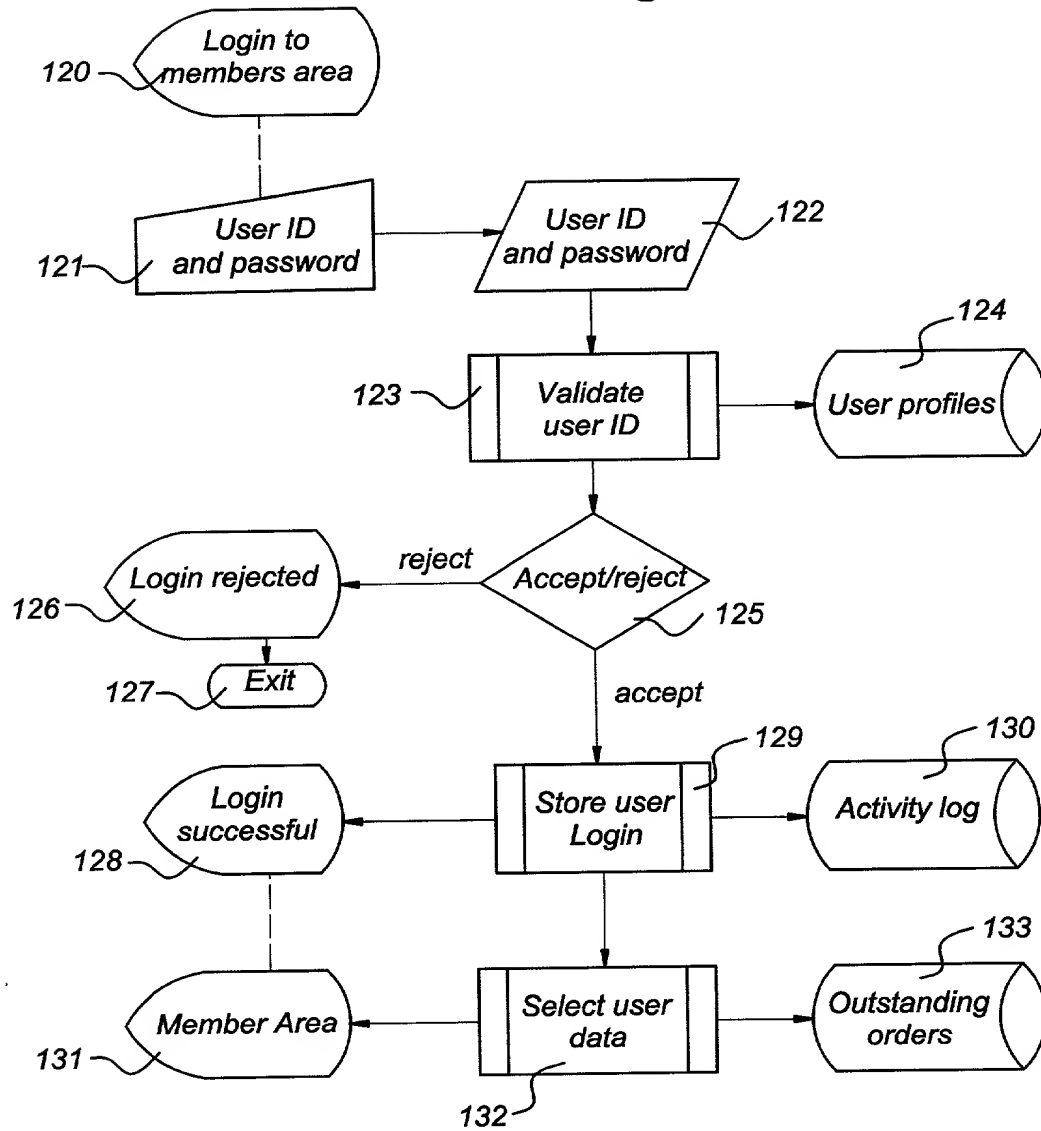 Login to
members area
120
User ID
and password
121
User ID
and password
122
Validate
user ID
123
124
User profiles
Accept/reject
125
reject
Login rejected
126
Exit
127
accept
129
Store user
Login
130
Activity log
Login
successful
128
133
Outstanding
orders
Select user
data
132
Member Area
131